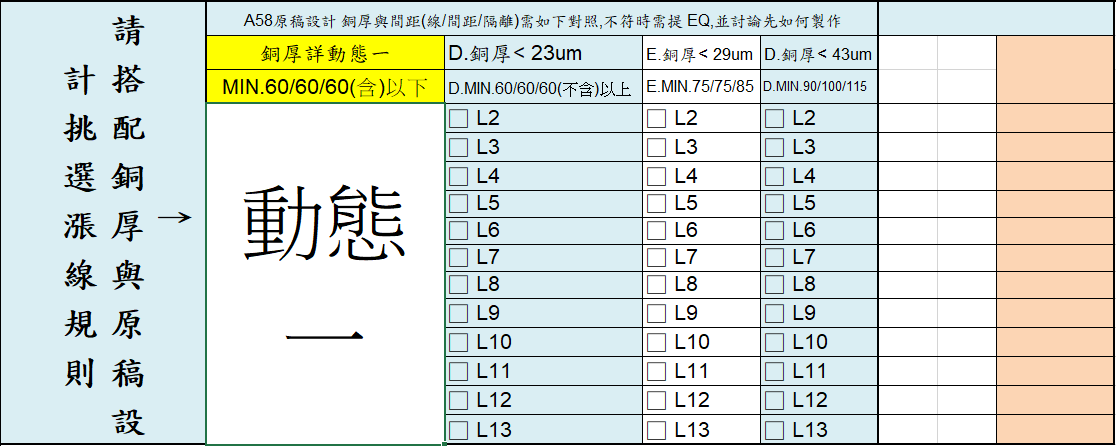 請搭配銅厚與原稿設
計挑選漲線規則
→
A58原稿設計 銅厚與間距(線/間距/隔離)需如下對照,不符時需提 EQ,並討論先如何製作
銅厚詳動態一 D.銅厚< 23um E.銅厚< 29um D.銅厚< 43um
MIN.60/60/60(含)以下 D.MIN.60/60/60(不含)以上 E.MIN.75/75/85 D.MIN.90/100/115
動態
一
L2 L2 L2
L3 L3 L3
L4 L4 L4
L5 L5 L5
L6 L6 L6
L7 L7 L7
L8 L8 L8
L9 L9 L9
L10 L10 L10
L11 L11 L11
L12 L12 L12
L13 L13 L13